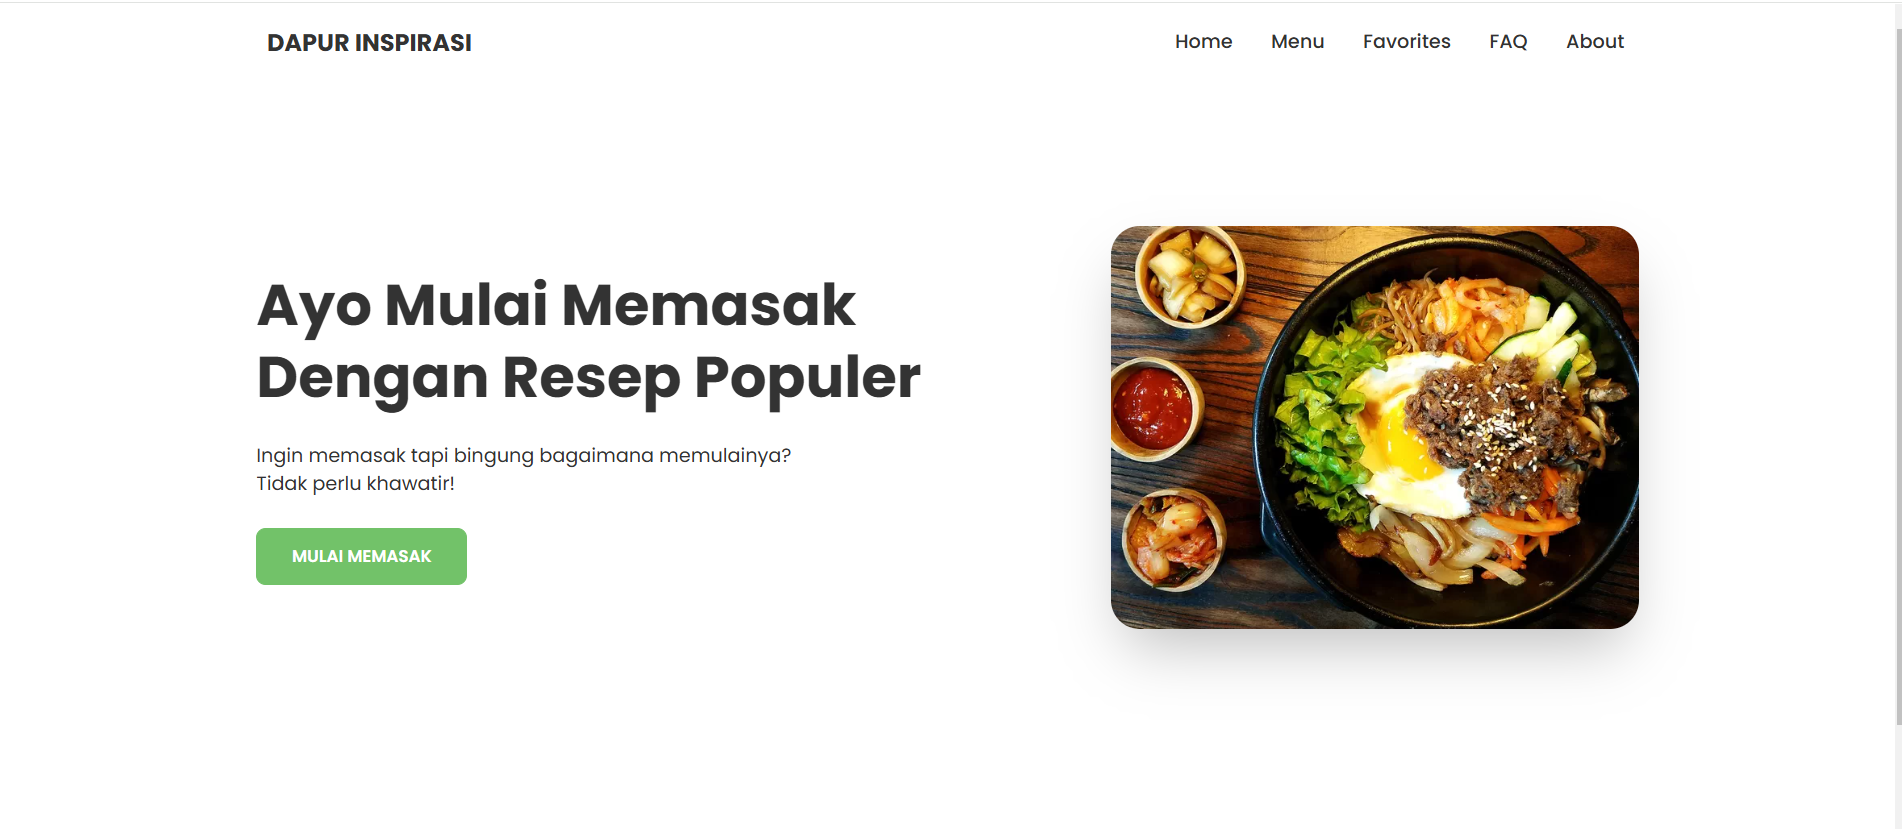 DAPUR INSPIRASI
Home Menu Favorites FAQ About
Ayo Mulai Memasak
Dengan Resep Populer
Ingin memasak tapi bingung bagaimana memulainya?
Tidak perlu khawatir!
MULAI MEMASAK